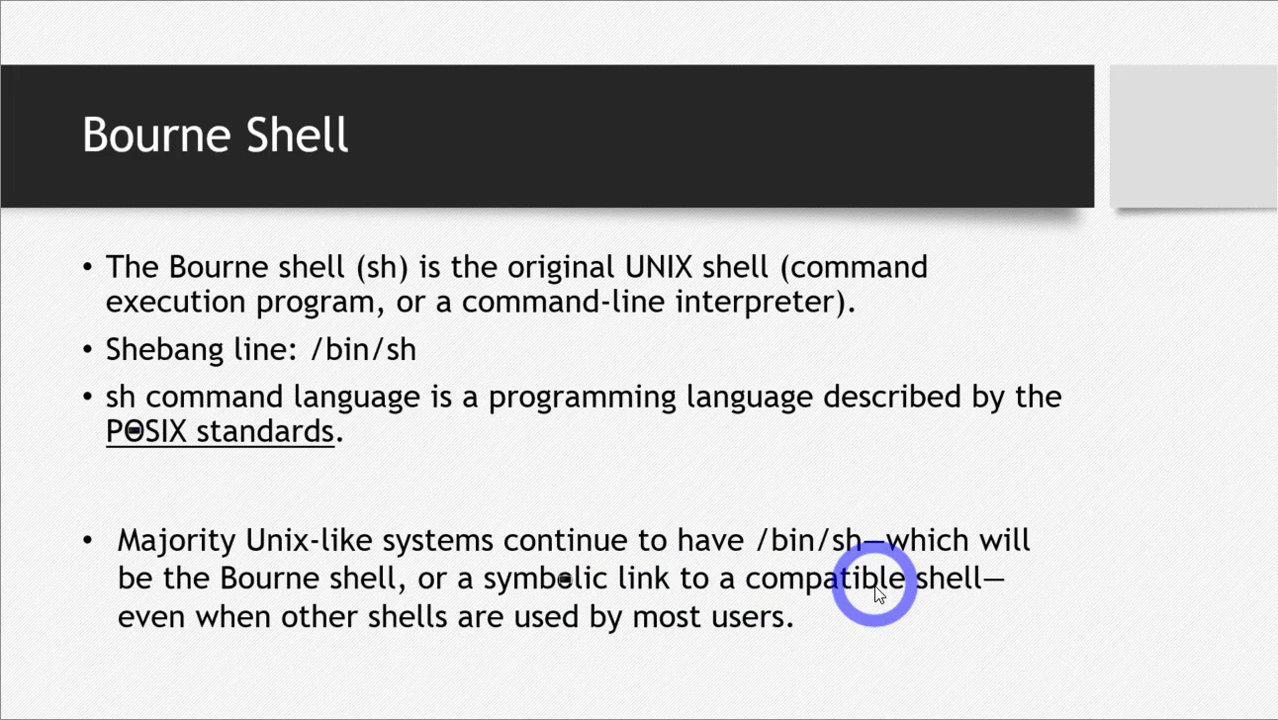 Bourne Shell
• The Bourne shell (sh) is the original UNIX shell (command
execution program, or a command-line interpreter).
• Shebang line: /bin/sh
• sh command language is a programming language described by the
POSIX standards.
• Majority Unix-like systems continue to have /bin/sh—which will
be the Bourne shell, or a symbolic link to a compatible shell—
even when other shells are used by most users.